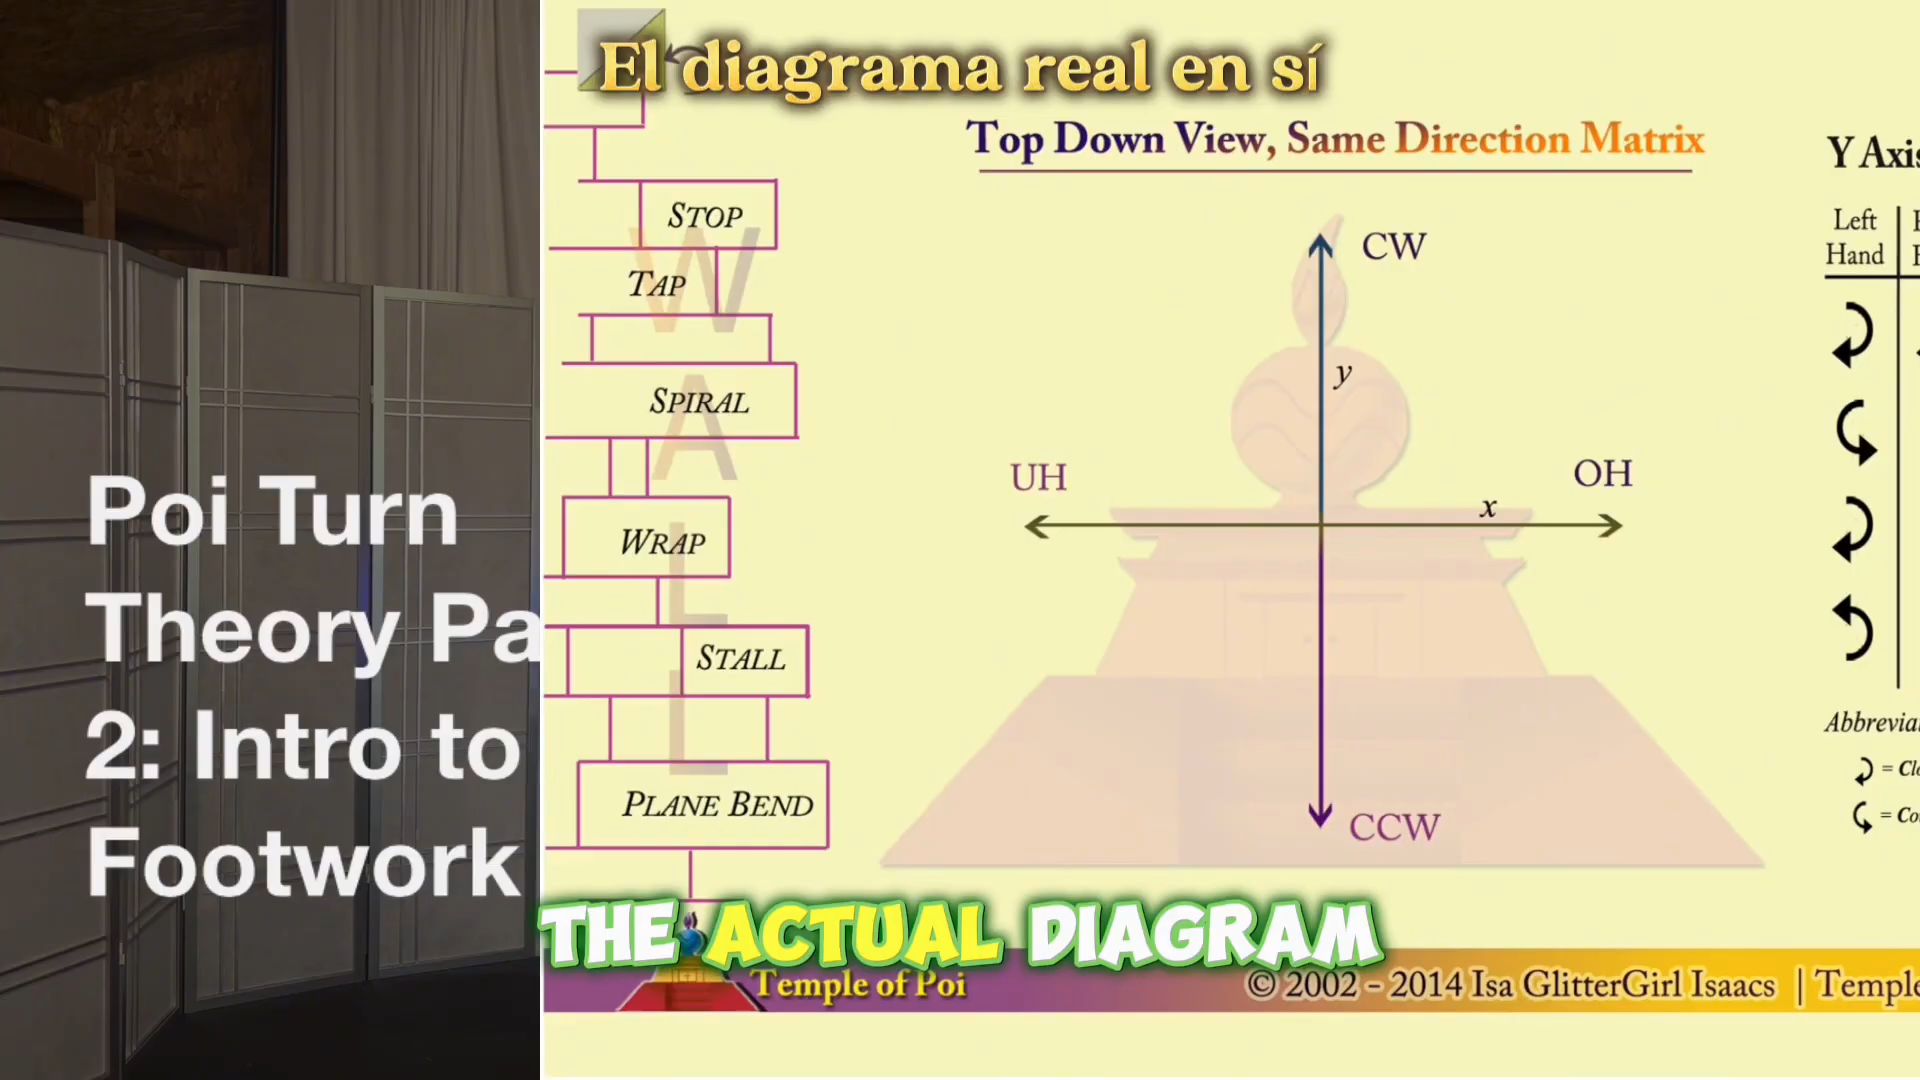 El diagrama real en sí
Top Down View, Same Direction Matrix
STOP
TAP
SPIRAL
WRAP
STALL
PLANE BEND
WALL
CW
y
UH
OH
x
CCW
Left
Hand
Poi Turn
Theory Pa
2: Intro to
Footwork
THE ACTUAL DIAGRAM
Temple of Poi
© 2002 - 2014 Isa GlitterGirl Isaacs | Temple